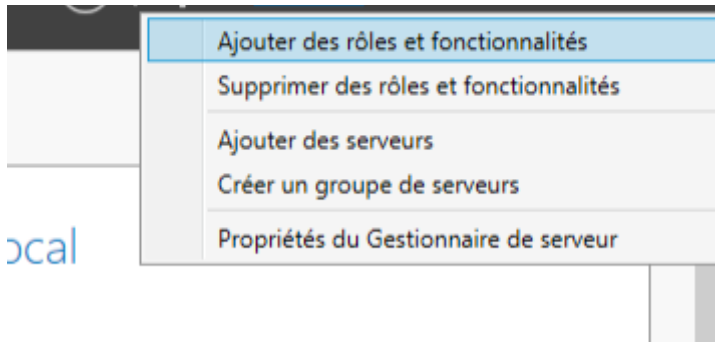 Ajouter des rôles et fonctionnalités
Supprimer des rôles et fonctionnalités
Ajouter des serveurs
Créer un groupe de serveurs
Propriétés du Gestionnaire de serveur
ocal